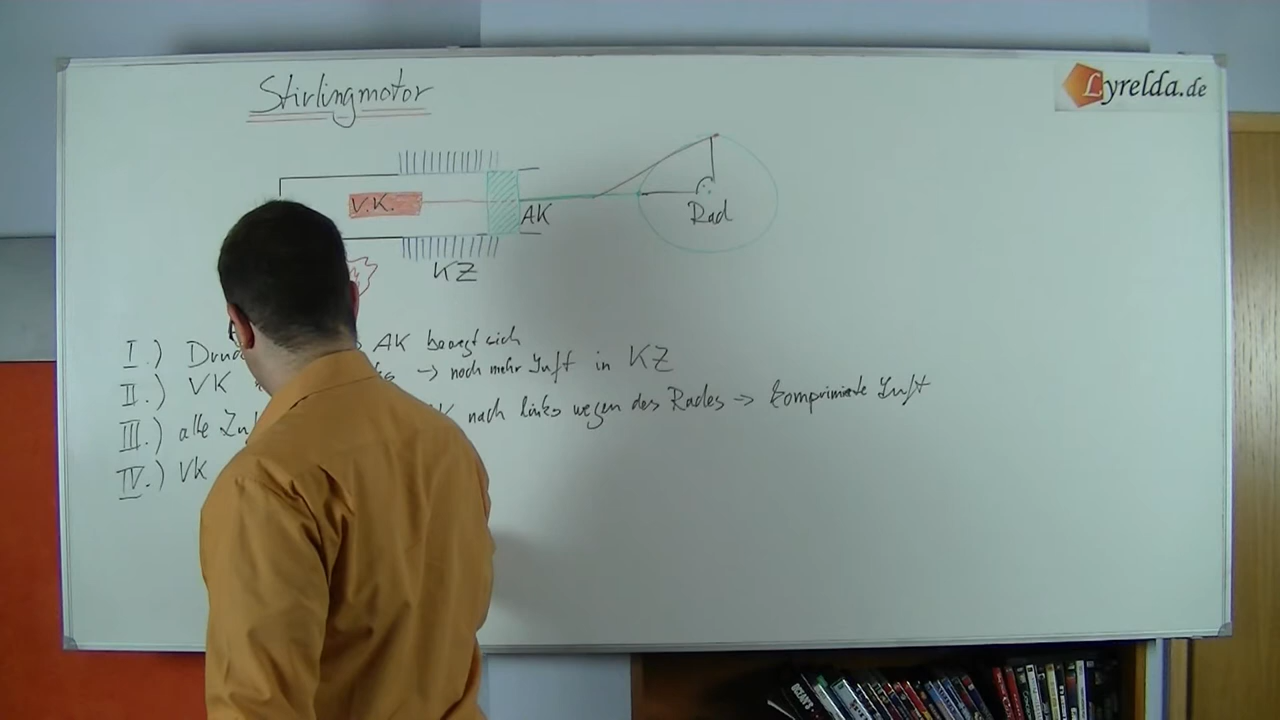 Stirlingmotor
Lyrelda.de
V.K.
AK
Rad
KZ
I.) AK bewegt sich
II.) VK → noch mehr Luft in KZ
III.) alle nach links wegen des Rades → komprimierte Luft
IV.) VK